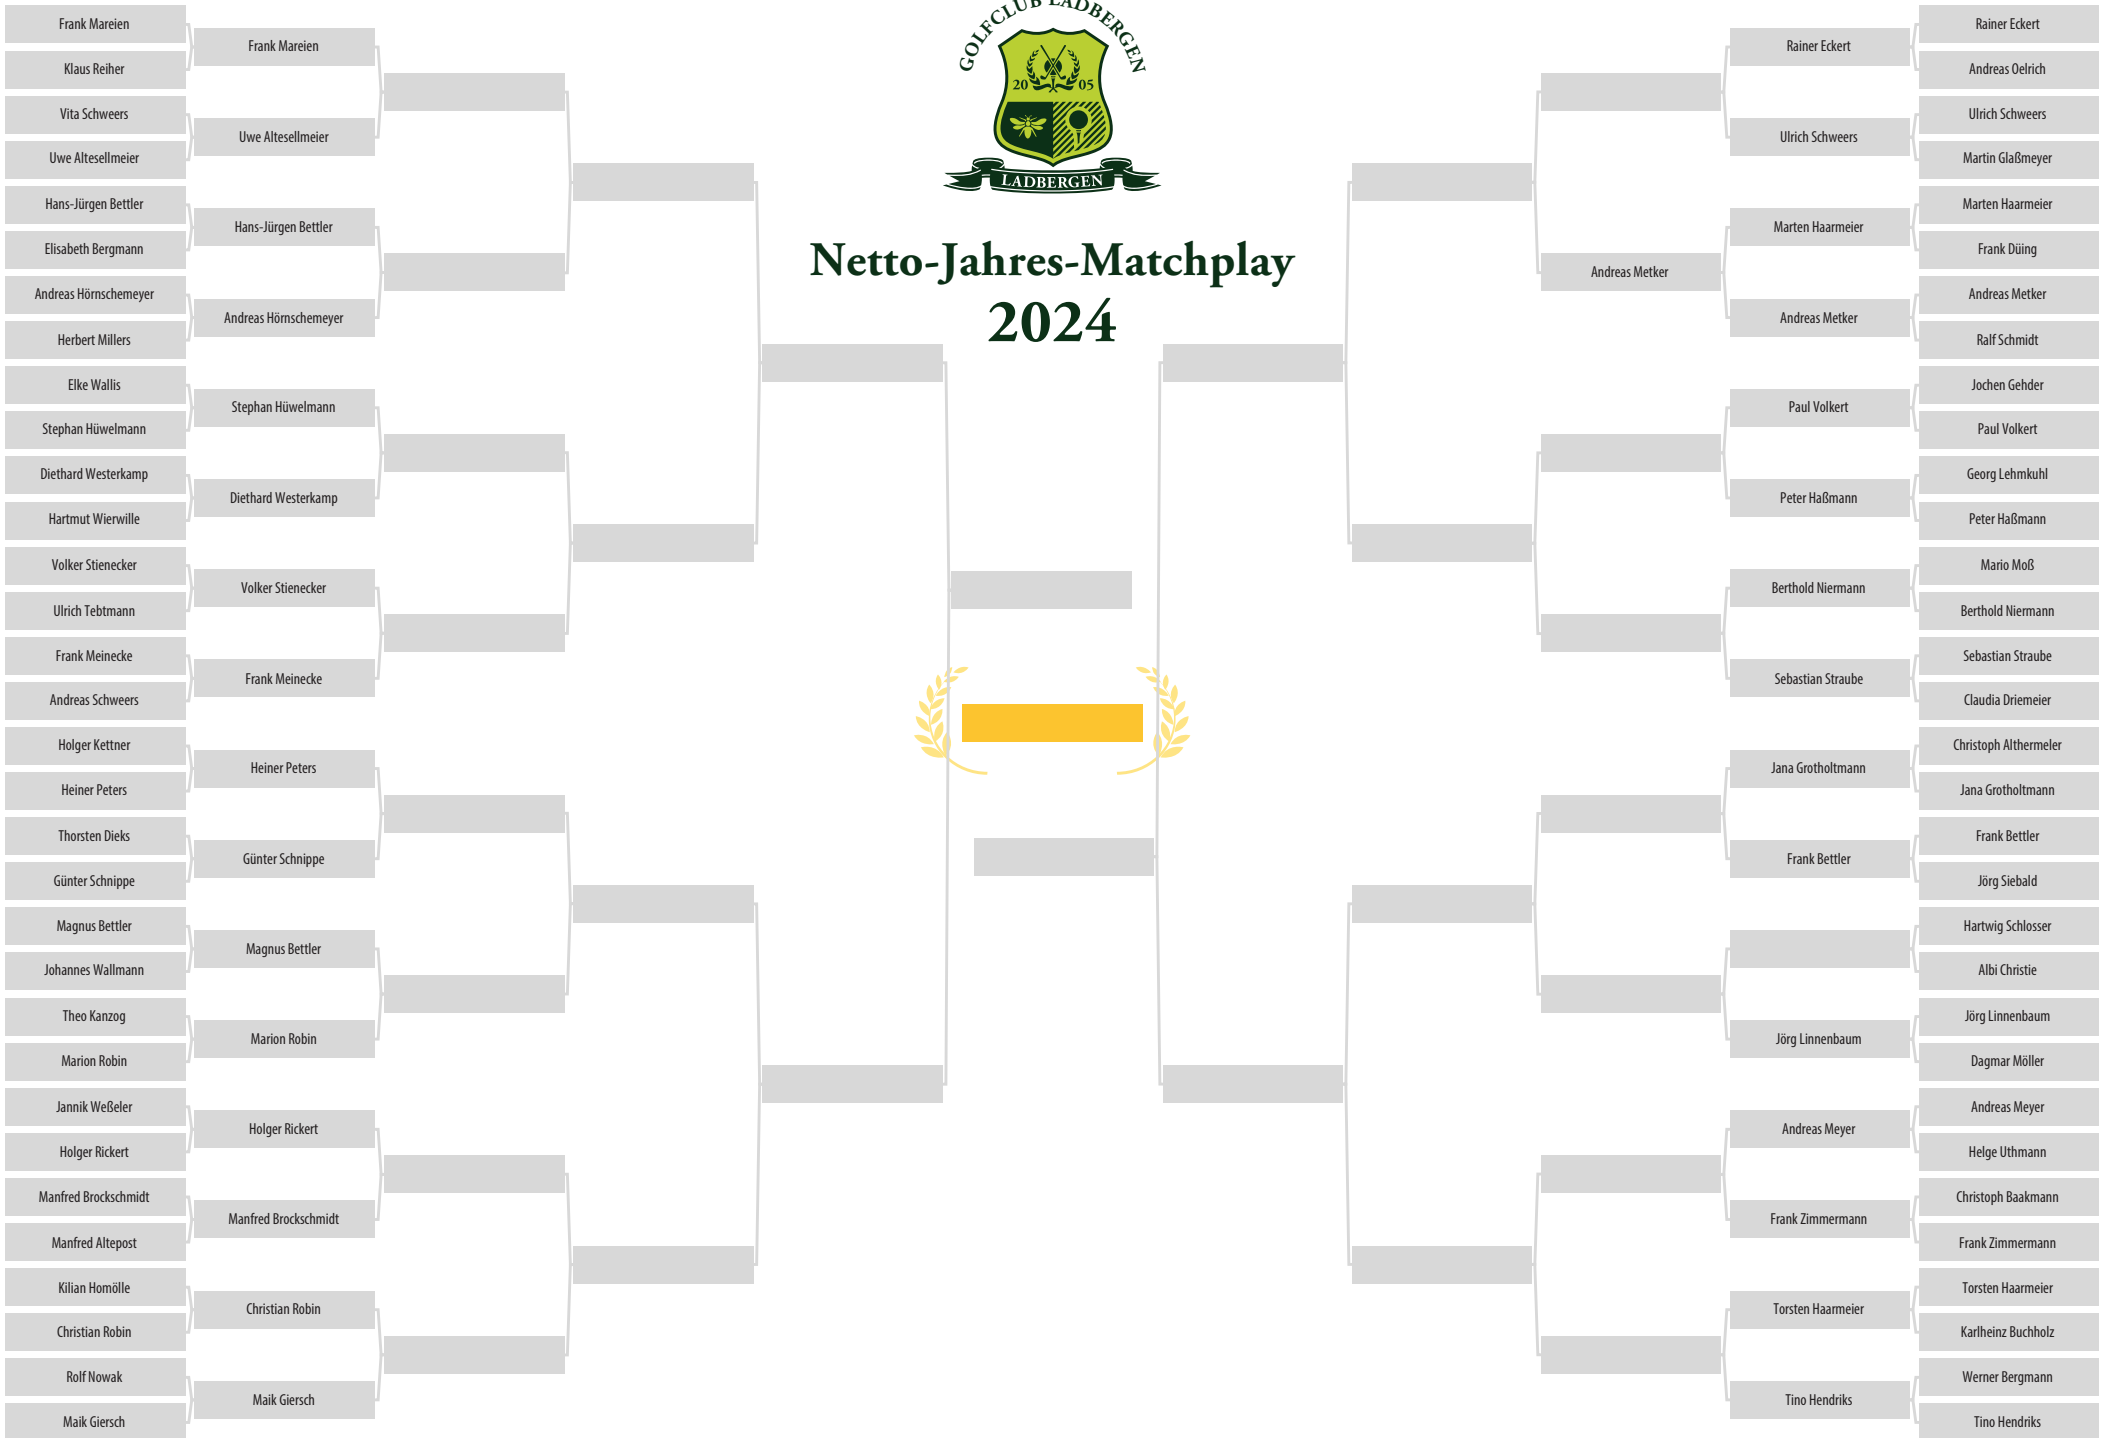 GOLFCLUB LADBERGEN
20 05
LADBERGEN
Netto-Jahres-Matchplay
2024
Frank Mareien
Klaus Reiher
Vita Schweers
Uwe Altesellmeier
Hans-Jürgen Bettler
Elisabeth Bergmann
Andreas Hörnschemeyer
Herbert Millers
Elke Wallis
Stephan Hüwelmann
Diethard Westerkamp
Hartmut Wierwille
Volker Stienecker
Ulrich Tebtmann
Frank Meinecke
Andreas Schweers
Holger Kettner
Heiner Peters
Thorsten Dieks
Günter Schnippe
Magnus Bettler
Johannes Wallmann
Theo Kanzog
Marion Robin
Jannik Weßeler
Holger Rickert
Manfred Brockschmidt
Manfred Altepost
Kilian Homölle
Christian Robin
Rolf Nowak
Maik Giersch
Frank Mareien
Uwe Altesellmeier
Hans-Jürgen Bettler
Andreas Hörnschemeyer
Stephan Hüwelmann
Diethard Westerkamp
Volker Stienecker
Frank Meinecke
Heiner Peters
Günter Schnippe
Magnus Bettler
Marion Robin
Holger Rickert
Manfred Brockschmidt
Christian Robin
Maik Giersch
Andreas Metker
Rainer Eckert
Ulrich Schweers
Marten Haarmeier
Andreas Metker
Paul Volkert
Peter Haßmann
Berthold Niermann
Sebastian Straube
Jana Grotholtmann
Frank Bettler
Jörg Linnenbaum
Andreas Meyer
Frank Zimmermann
Torsten Haarmeier
Tino Hendriks
Rainer Eckert
Andreas Oelrich
Ulrich Schweers
Martin Glaßmeyer
Marten Haarmeier
Frank Düing
Andreas Metker
Ralf Schmidt
Jochen Gehder
Paul Volkert
Georg Lehmkuhl
Peter Haßmann
Mario Moß
Berthold Niermann
Sebastian Straube
Claudia Driemeier
Christoph Althermeler
Jana Grotholtmann
Frank Bettler
Jörg Siebald
Hartwig Schlosser
Albi Christie
Jörg Linnenbaum
Dagmar Möller
Andreas Meyer
Helge Uthmann
Christoph Baakmann
Frank Zimmermann
Torsten Haarmeier
Karlheinz Buchholz
Werner Bergmann
Tino Hendriks